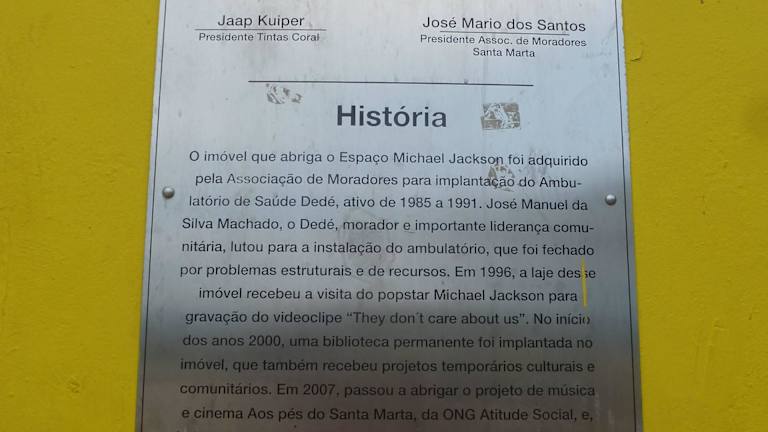 Jaap Kuiper
Presidente Tintas Coral
José Mario dos Santos
Presidente Assoc. de Moradores
Santa Marta
História
O imóvel que abriga o Espaço Michael Jackson foi adquirido
pela Associação de Moradores para implantação do Ambu-
latório de Saúde Dedé, ativo de 1985 a 1991. José Manuel da
Silva Machado, o Dedé, morador e importante liderança comu-
nitária, lutou para a instalação do ambulatório, que foi fechado
por problemas estruturais e de recursos. Em 1996, a laje desse
imóvel recebeu a visita do popstar Michael Jackson para
gravação do videoclipe “They don´t care about us”. No início
dos anos 2000, uma biblioteca permanente foi implantada no
imóvel, que também recebeu projetos temporários culturais e
comunitários. Em 2007, passou a abrigar o projeto de música
e cinema Aos pés do Santa Marta, da ONG Atitude Social, e,